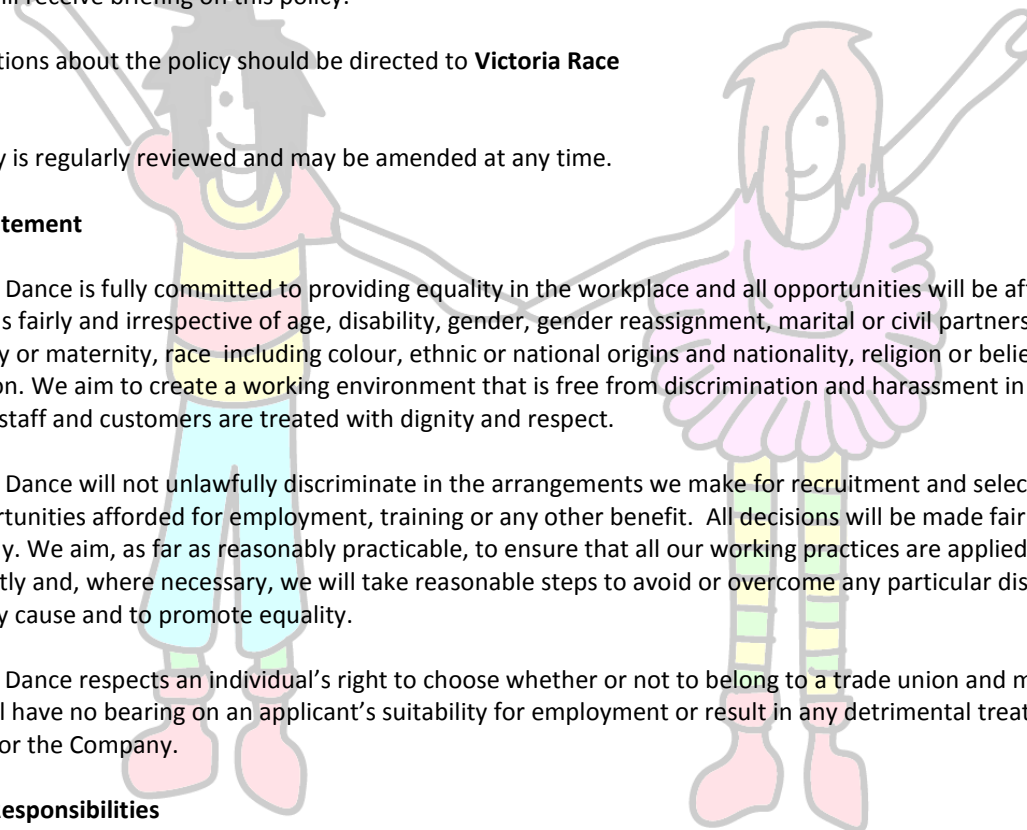 ill receive briefing on this policy.
tions about the policy should be directed to Victoria Race
y is regularly reviewed and may be amended at any time.
tement
Dance is fully committed to providing equality in the workplace and all opportunities will be af
s fairly and irrespective of age, disability, gender, gender reassignment, marital or civil partners
y or maternity, race  including colour, ethnic or national origins and nationality, religion or belie
on. We aim to create a working environment that is free from discrimination and harassment in
staff and customers are treated with dignity and respect.
Dance will not unlawfully discriminate in the arrangements we make for recruitment and selec
rtunities afforded for employment, training or any other benefit.  All decisions will be made fair
y. We aim, as far as reasonably practicable, to ensure that all our working practices are applied
tly and, where necessary, we will take reasonable steps to avoid or overcome any particular dis
y cause and to promote equality.
Dance respects an individual’s right to choose whether or not to belong to a trade union and m
l have no bearing on an applicant’s suitability for employment or result in any detrimental treat
or the Company.
Responsibilities